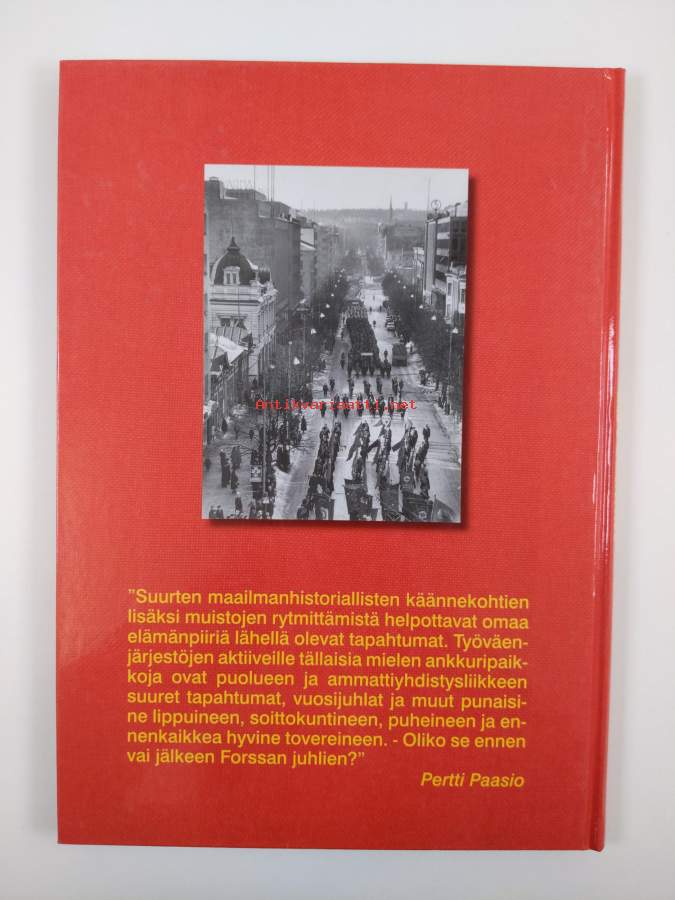 Antikvariaatti.net
”Suurten maailmanhistoriallisten käännekohtien
lisäksi muistojen rytmittämistä helpottavat omaa
elämänpiiriä lähellä olevat tapahtumat. Työväen-
järjestöjen aktiiveille tällaisia mielen ankkuripaik-
koja ovat puolueen ja ammattiyhdistysliikkeen
suuret tapahtumat, vuosijuhlat ja muut punaisi-
ne lippuineen, soittokuntineen, puheineen ja en-
nenkaikkea hyvine tovereineen. - Oliko se ennen
vai jälkeen Forssan juhlien?”
Pertti Paasio